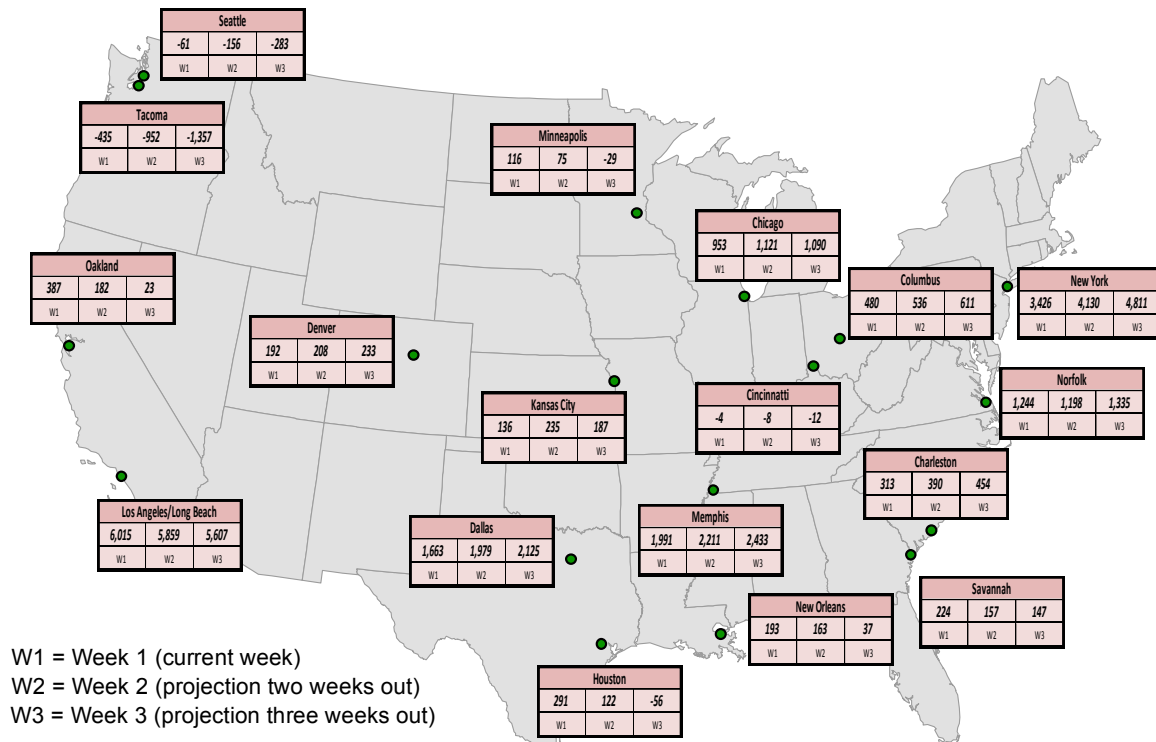 Seattle
-61 -156 -283
W1 W2 W3
Tacoma
-435 -952 -1,357
W1 W2 W3
Minneapolis
116 75 -29
W1 W2 W3
Chicago
953 1,121 1,090
W1 W2 W3
Oakland
387 182 23
W1 W2 W3
Columbus
480 536 611
W1 W2 W3
New York
3,426 4,130 4,811
W1 W2 W3
Denver
192 208 233
W1 W2 W3
Norfolk
1,244 1,198 1,335
W1 W2 W3
Kansas City
136 235 187
W1 W2 W3
Cincinnatti
-4 -8 -12
W1 W2 W3
Charleston
313 390 454
W1 W2 W3
Los Angeles/Long Beach
6,015 5,859 5,607
W1 W2 W3
Dallas
1,663 1,979 2,125
W1 W2 W3
Memphis
1,991 2,211 2,433
W1 W2 W3
Savannah
224 157 147
W1 W2 W3
New Orleans
193 163 37
W1 W2 W3
Houston
291 122 -56
W1 W2 W3
W1 = Week 1 (current week)
W2 = Week 2 (projection two weeks out)
W3 = Week 3 (projection three weeks out)